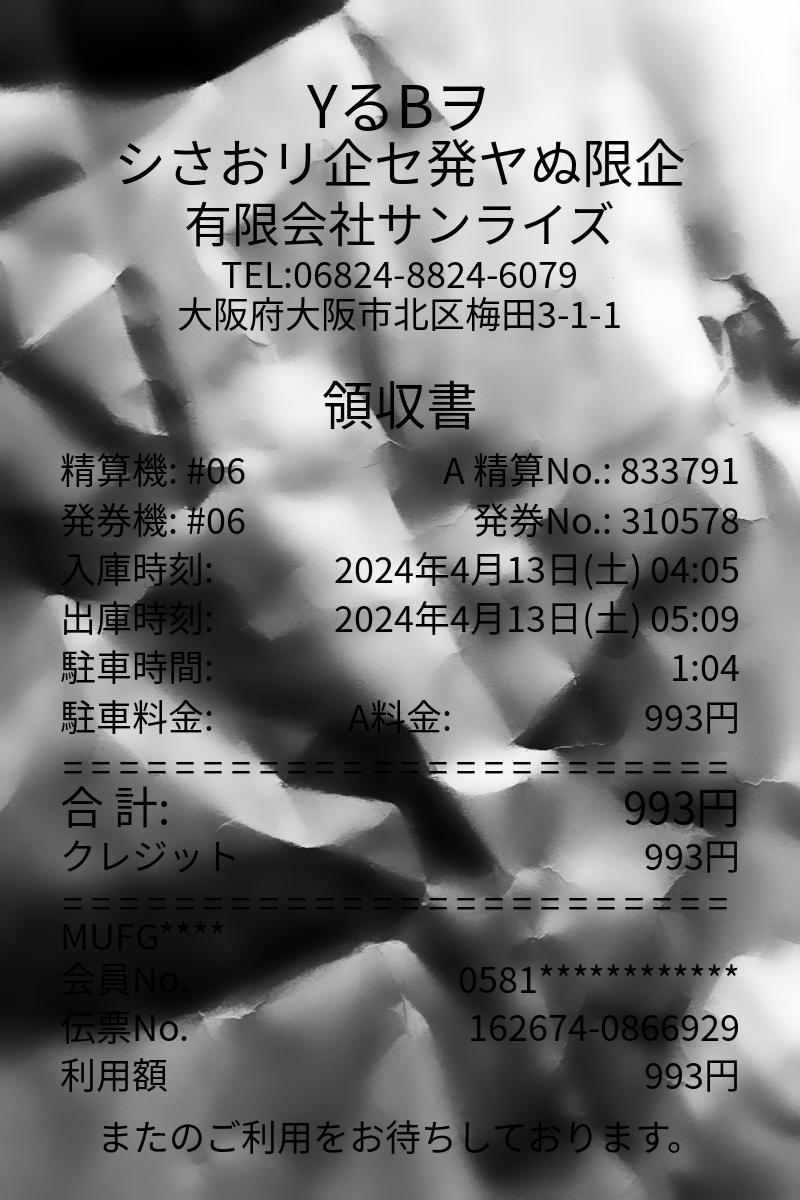 YるBヲ
シさおリ企セ発ヤぬ限企
有限会社サンライズ
TEL:06824-8824-6079
大阪府大阪市北区梅田3-1-1
領収書
精算機: #06 A 精算No.: 833791
発券機: #06 発券No.: 310578
入庫時刻: 2024年4月13日(土) 04:05
出庫時刻: 2024年4月13日(土) 05:09
駐車時間: 1:04
駐車料金: A料金: 993円
========================
合 計: 993円
クレジット 993円
========================
MUFG****
会員No. 0581************
伝票No. 162674-0866929
利用額 993円
またのご利用をお待ちしております。